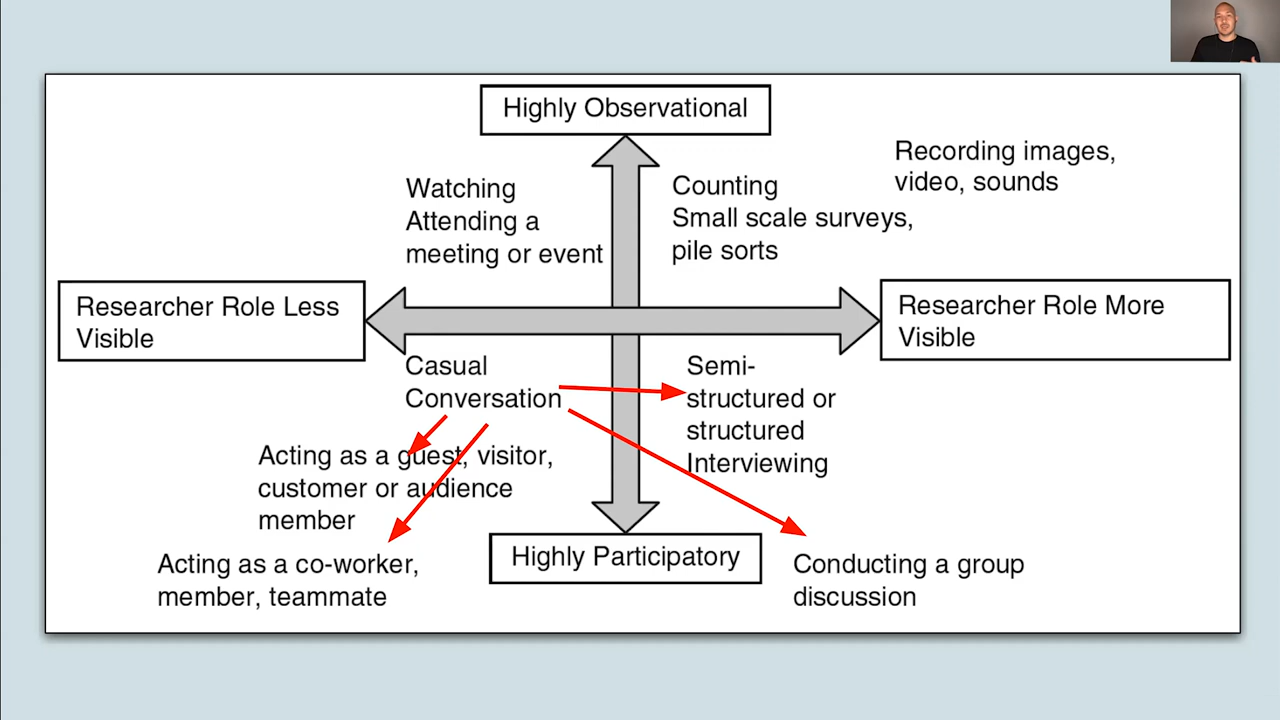 Highly Observational
Recording images,
video, sounds
Watching
Attending a
meeting or event
Counting
Small scale surveys,
pile sorts
Researcher Role Less
Visible
Researcher Role More
Visible
Casual
Conversation
Semi-
structured or
structured
Interviewing
Acting as a guest, visitor,
customer or audience
member
Highly Participatory
Acting as a co-worker,
member, teammate
Conducting a group
discussion